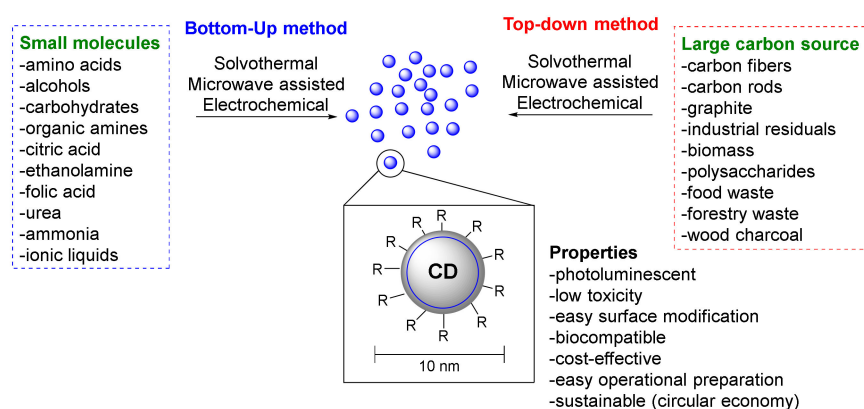 Small molecules
-amino acids
-alcohols
-carbohydrates
-organic amines
-citric acid
-ethanolamine
-folic acid
-urea
-ammonia
-ionic liquids
Bottom-Up method
Solvothermal
Microwave assisted
Electrochemical
Top-down method
Solvothermal
Microwave assisted
Electrochemical
Large carbon source
-carbon fibers
-carbon rods
-graphite
-industrial residuals
-biomass
-polysaccharides
-food waste
-forestry waste
-wood charcoal
R
R
R
R
R
R
R
R
R
R
R
R
CD
10 nm
Properties
-photoluminescent
-low toxicity
-easy surface modification
-biocompatible
-cost-effective
-easy operational preparation
-sustainable (circular economy)